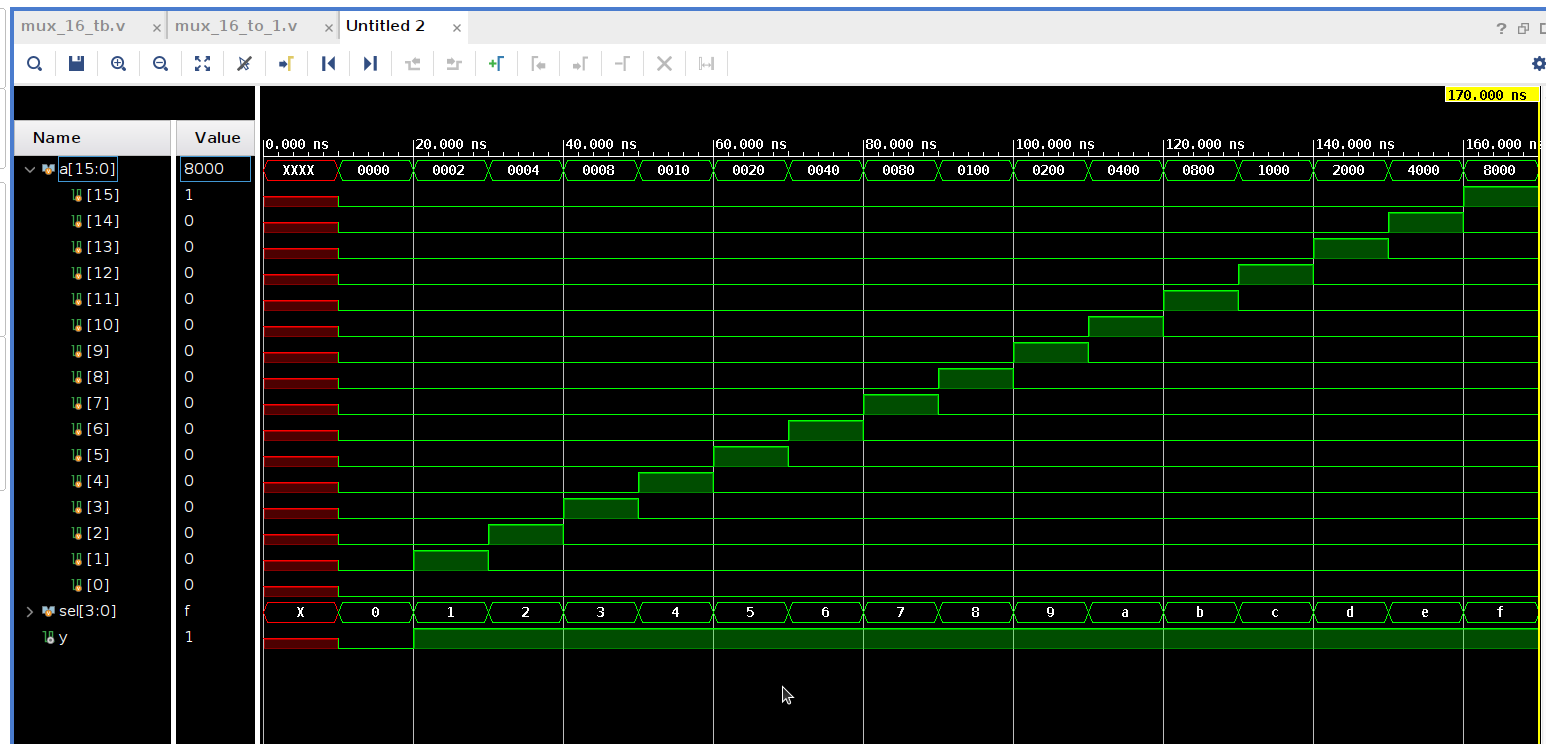 mux_16_tb.v × mux_16_to_1.v × Untitled 2 × ?
170.000 ns
Name Value
0.000 ns 20.000 ns 40.000 ns 60.000 ns 80.000 ns 100.000 ns 120.000 ns 140.000 ns 160.000 n
a[15:0] 8000 XXXX 0000 0002 0004 0008 0010 0020 0040 0080 0100 0200 0400 0800 1000 2000 4000 8000
[15] 1
[14] 0
[13] 0
[12] 0
[11] 0
[10] 0
[9] 0
[8] 0
[7] 0
[6] 0
[5] 0
[4] 0
[3] 0
[2] 0
[1] 0
[0] 0
sel[3:0] f X 0 1 2 3 4 5 6 7 8 9 a b c d e f
y 1